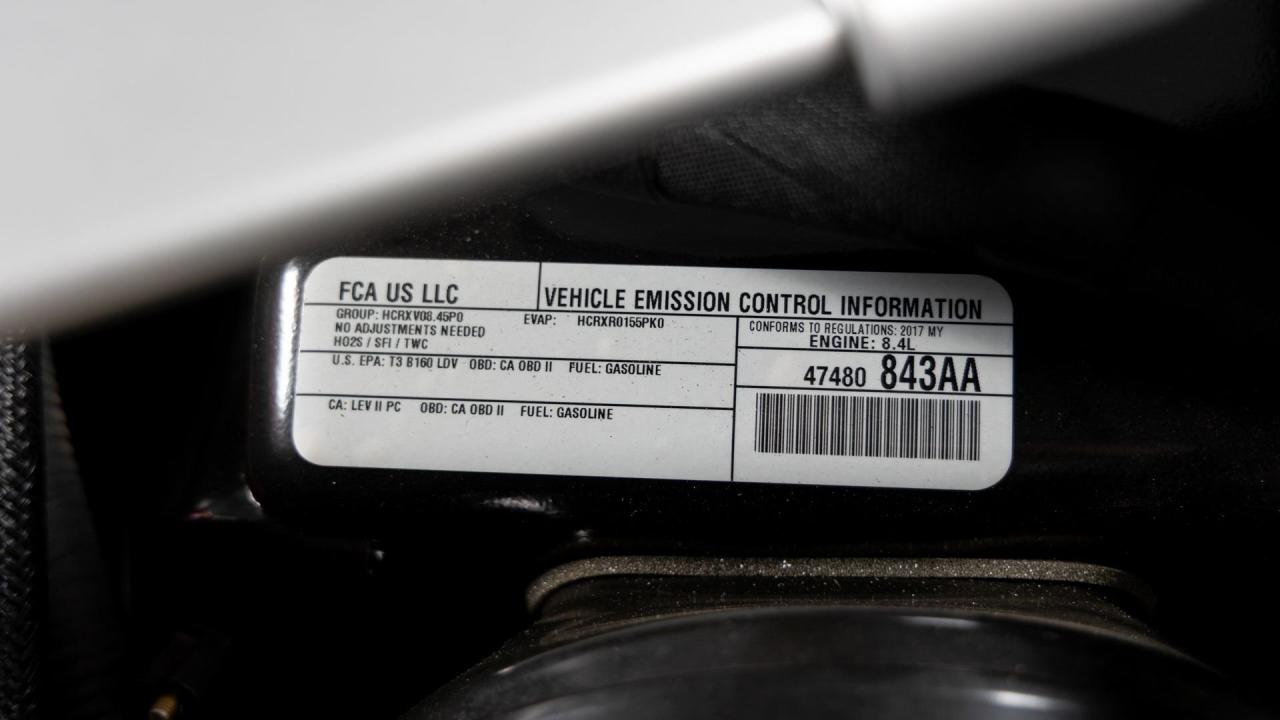 FCA US LLC
VEHICLE EMISSION CONTROL INFORMATION
GROUP: HCRXV08.45P0 EVAP: HCRXR0155PK0
NO ADJUSTMENTS NEEDED
HO2S / SFI / TWC
CONFORMS TO REGULATIONS: 2017 MY
ENGINE: 8.4L
U.S. EPA: T3 B160 LDV OBD: CA OBD II FUEL: GASOLINE
47480 843AA
CA: LEV II PC OBD: CA OBD II FUEL: GASOLINE